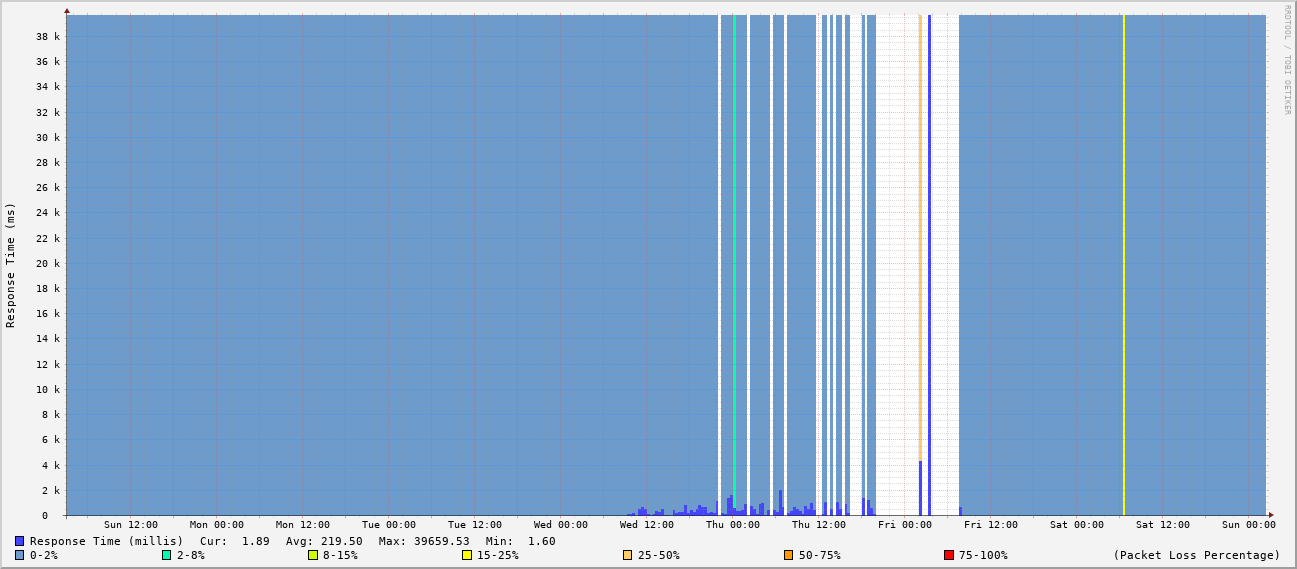 RRDTOOL / TOBI OETIKER
Response Time (ms)
38 k
36 k
34 k
32 k
30 k
28 k
26 k
24 k
22 k
20 k
18 k
16 k
14 k
12 k
10 k
8 k
6 k
4 k
2 k
0
Sun 12:00 Mon 00:00 Mon 12:00 Tue 00:00 Tue 12:00 Wed 00:00 Wed 12:00 Thu 00:00 Thu 12:00 Fri 00:00 Fri 12:00 Sat 00:00 Sat 12:00 Sun 00:00
Response Time (millis) Cur: 1.89 Avg: 219.50 Max: 39659.53 Min: 1.60
0-2% 2-8% 8-15% 15-25% 25-50% 50-75% 75-100% (Packet Loss Percentage)